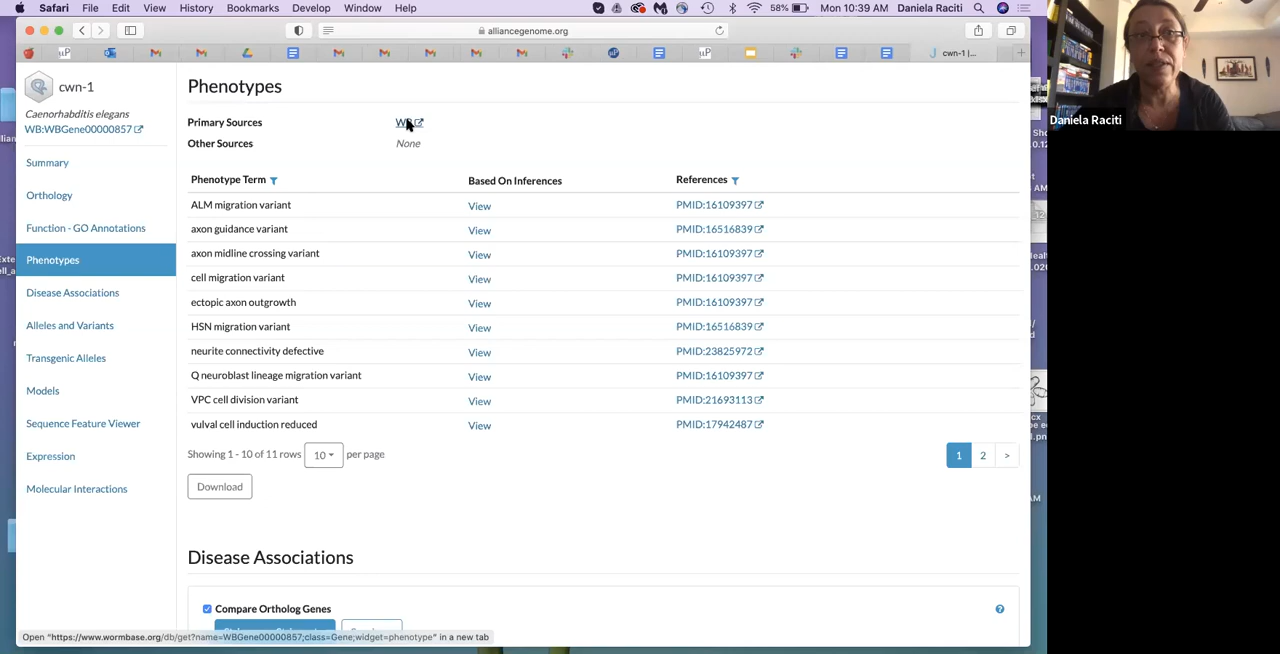 Safari File Edit View History Bookmarks Develop Window Help 58% Mon 10:39 AM Daniela Raciti
alliancegenome.org
cwn-1 |...
cwn-1
Caenorhabditis elegans
WB:WBGene00000857
Summary
Orthology
Function - GO Annotations
Phenotypes
Disease Associations
Alleles and Variants
Transgenic Alleles
Models
Sequence Feature Viewer
Expression
Molecular Interactions
Phenotypes
Primary Sources WB
Other Sources None
Phenotype Term Based On Inferences References
ALM migration variant View PMID:16109397
axon guidance variant View PMID:16516839
axon midline crossing variant View PMID:16109397
cell migration variant View PMID:16109397
ectopic axon outgrowth View PMID:16109397
HSN migration variant View PMID:16516839
neurite connectivity defective View PMID:23825972
Q neuroblast lineage migration variant View PMID:16109397
VPC cell division variant View PMID:21693113
vulval cell induction reduced View PMID:17942487
Showing 1 - 10 of 11 rows 10 per page 1 2 >
Download
Disease Associations
Compare Ortholog Genes
Open "https://www.wormbase.org/db/get?name=WBGene00000857;class=Gene;widget=phenotype" in a new tab
Daniela Raciti